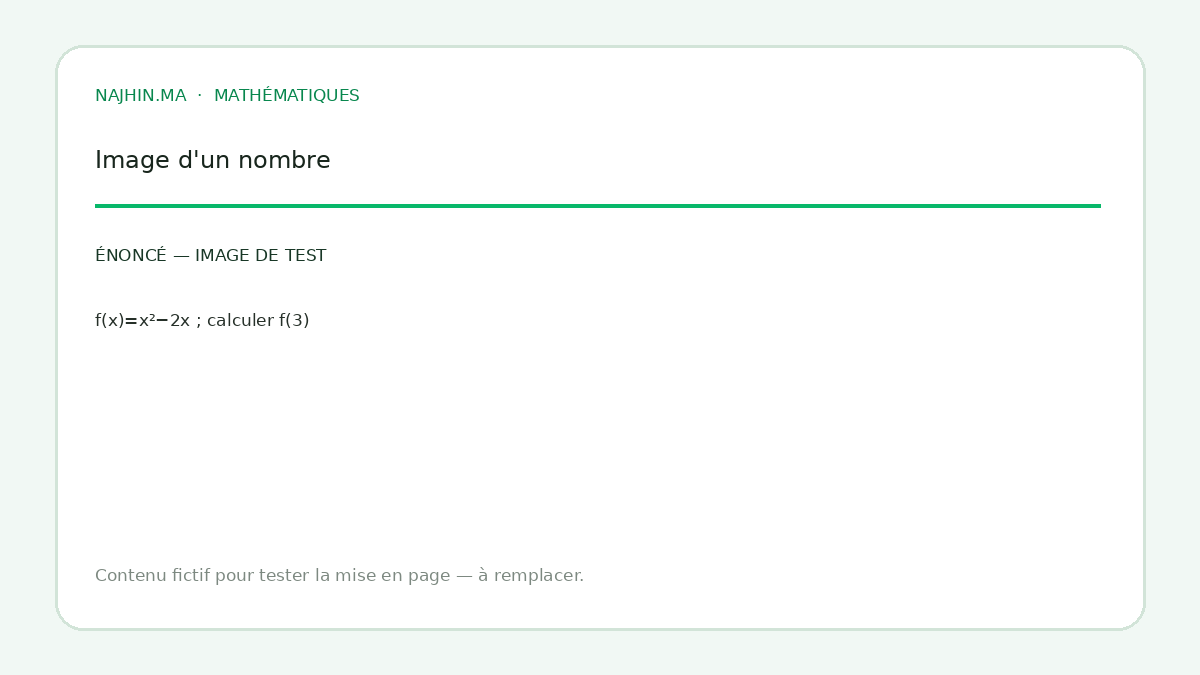 NAJHIN.MA · MATHÉMATIQUES
Image d'un nombre
ÉNONCÉ — IMAGE DE TEST
f(x)=x²−2x ; calculer f(3)
Contenu fictif pour tester la mise en page — à remplacer.